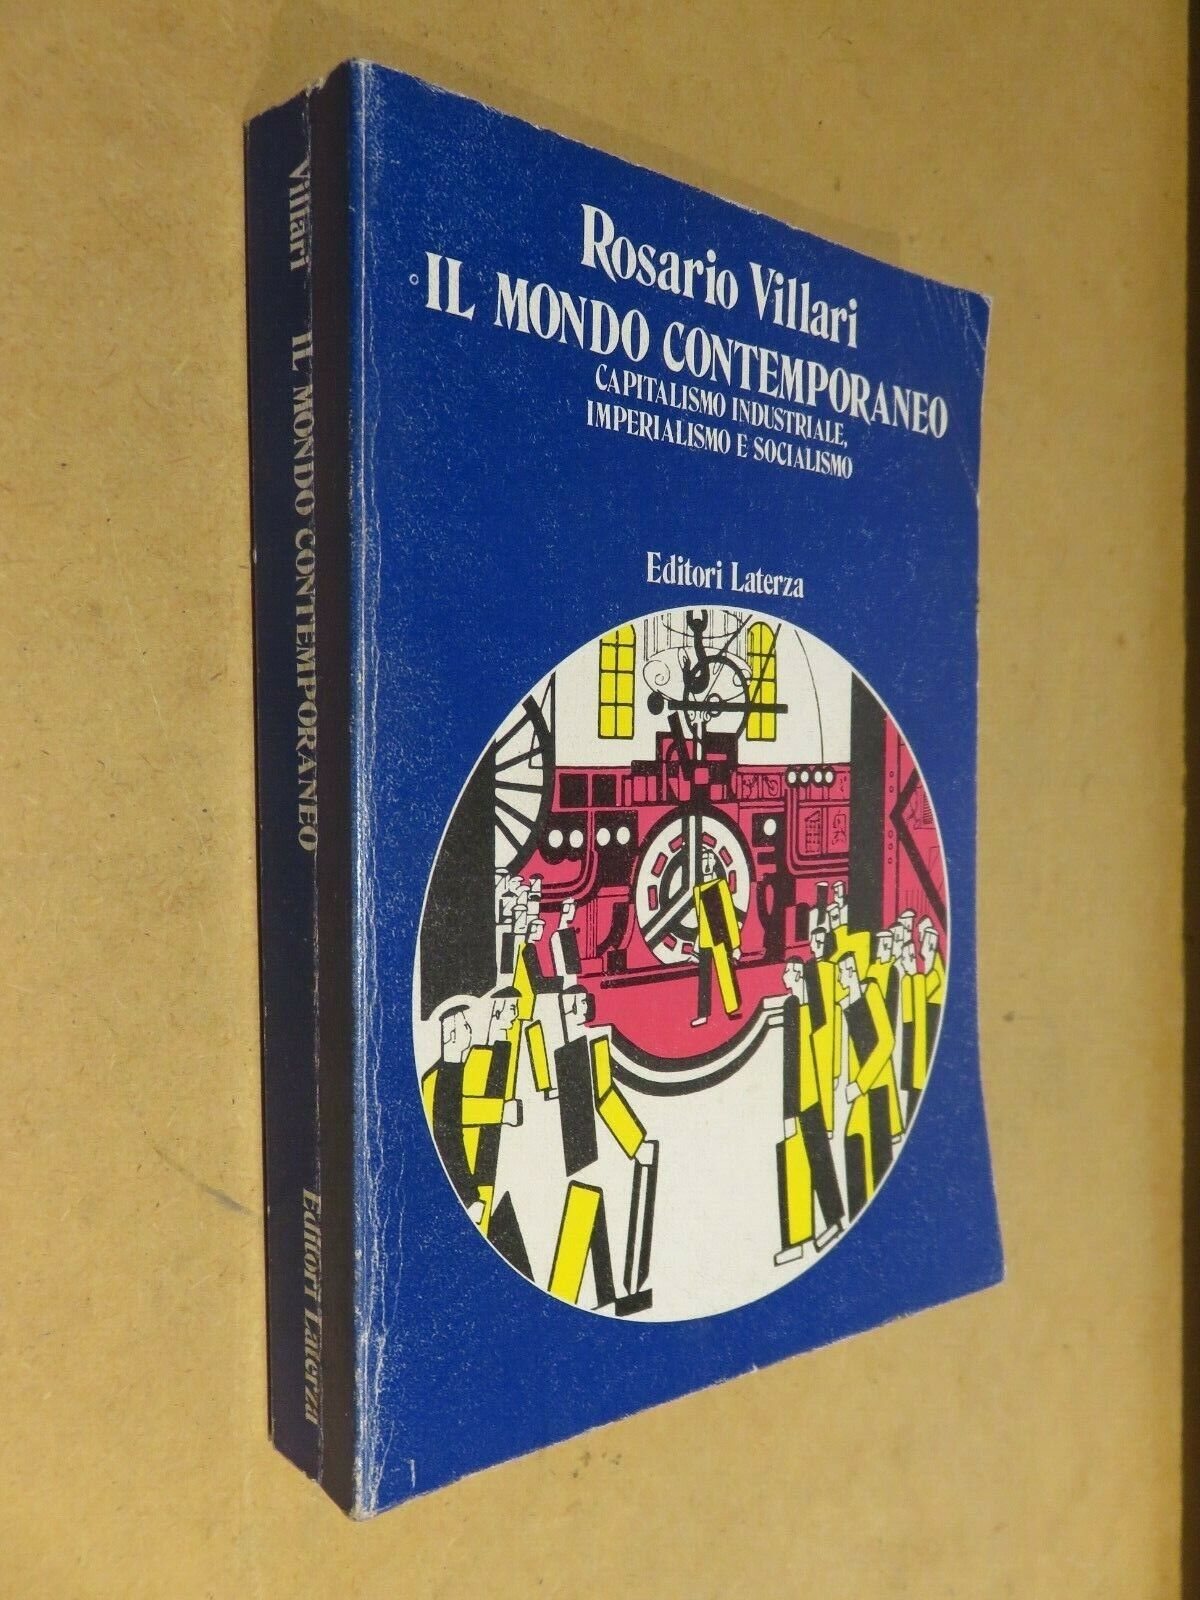 Rosario Villari
IL MONDO CONTEMPORANEO
CAPITALISMO INDUSTRIALE,
IMPERIALISMO E SOCIALISMO
Editori Laterza
Villari IL MONDO CONTEMPORANEO Editori Laterza